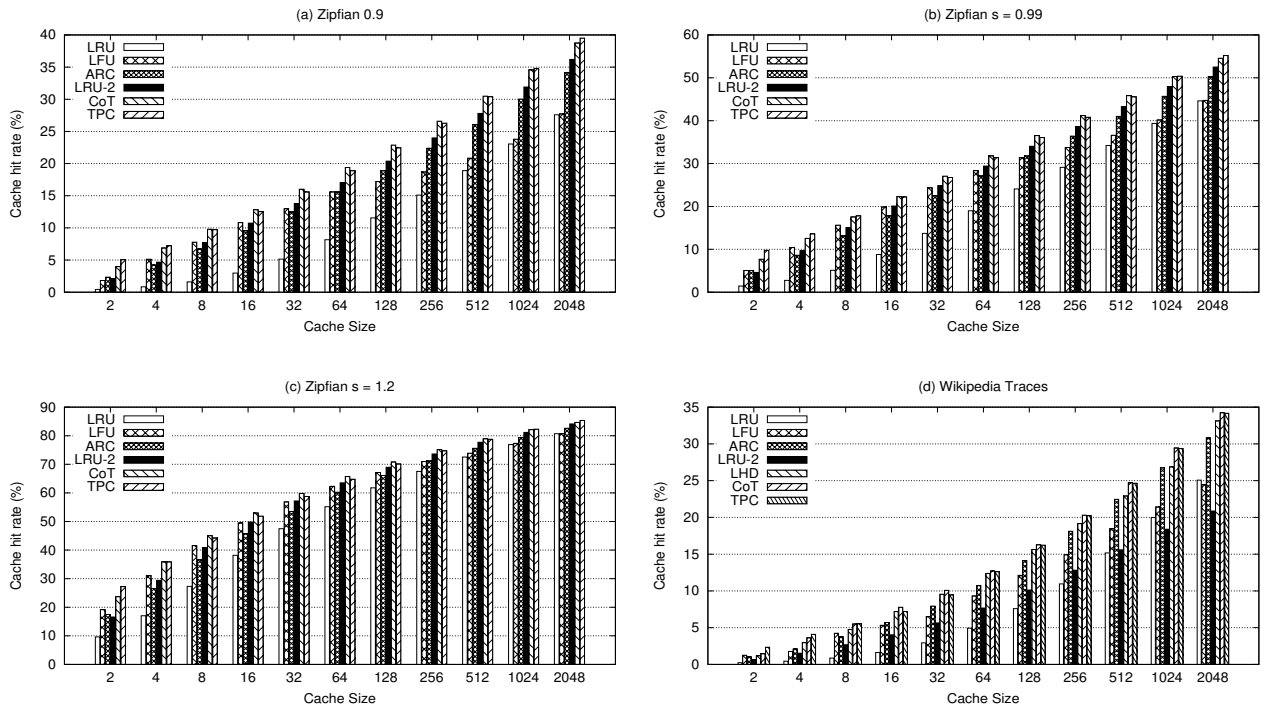 (a) Zipfian 0.9
Cache hit rate (%)
40
35
30
25
20
15
10
5
0
LRU
LFU
ARC
LRU-2
CoT
TPC
2 4 8 16 32 64 128 256 512 1024 2048
Cache Size
(b) Zipfian s = 0.99
Cache hit rate (%)
60
50
40
30
20
10
0
LRU
LFU
ARC
LRU-2
CoT
TPC
2 4 8 16 32 64 128 256 512 1024 2048
Cache Size
(c) Zipfian s = 1.2
Cache hit rate (%)
90
80
70
60
50
40
30
20
10
0
LRU
LFU
ARC
LRU-2
CoT
TPC
2 4 8 16 32 64 128 256 512 1024 2048
Cache Size
(d) Wikipedia Traces
Cache hit rate (%)
35
30
25
20
15
10
5
0
LRU
LFU
ARC
LRU-2
LHD
CoT
TPC
2 4 8 16 32 64 128 256 512 1024 2048
Cache Size